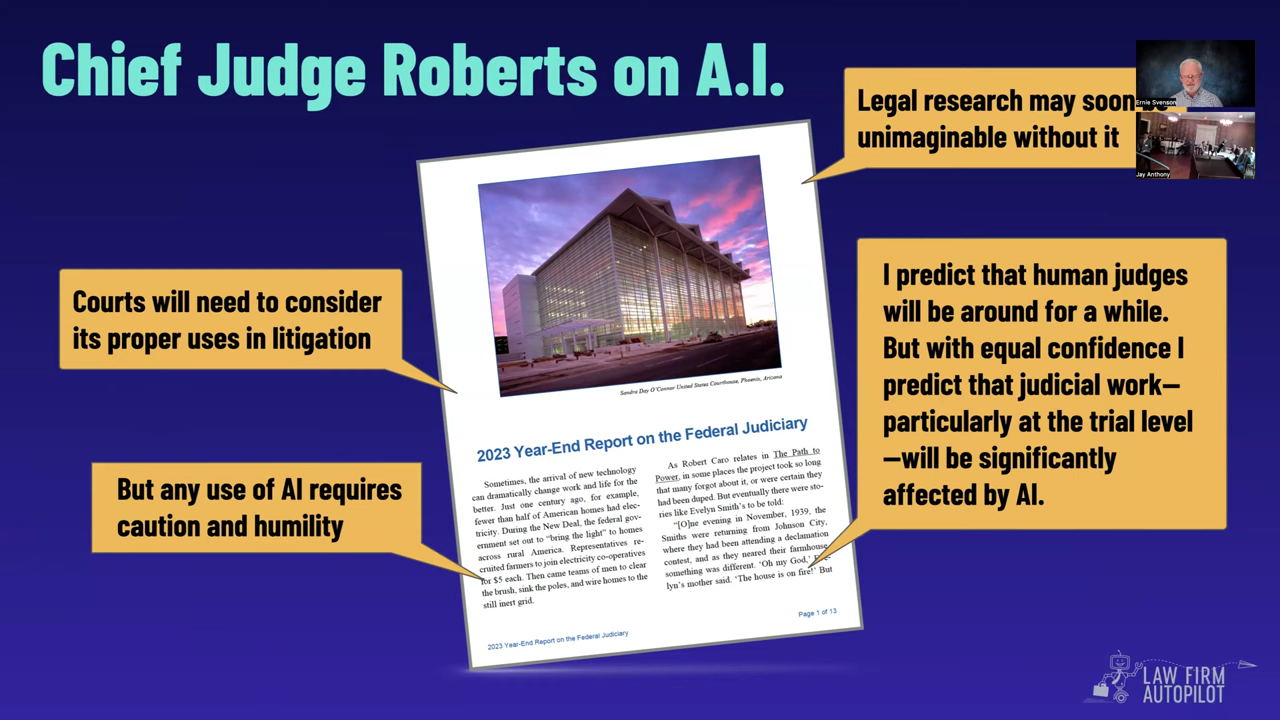 Chief Judge Roberts on A.I.
Legal research may soon
unimaginable without it
Ernie Svenson
Jay Anthony
Courts will need to consider
its proper uses in litigation
But any use of AI requires
caution and humility
I predict that human judges
will be around for a while.
But with equal confidence I
predict that judicial work—
particularly at the trial level
—will be significantly
affected by AI.
Sandra Day O'Connor United States Courthouse, Phoenix, Arizona
2023 Year-End Report on the Federal Judiciary
Sometimes, the arrival of new technology
can dramatically change work and life for the
better. Just one century ago, for example,
fewer than half of American homes had elec-
tricity. During the New Deal, the federal gov-
ernment set out to “bring the light” to homes
across rural America. Representatives re-
cruited farmers to join electricity co-operatives
for $5 each. Then came teams of men to clear
the brush, sink the poles, and wire homes to the
still inert grid.
As Robert Caro relates in The Path to
Power, in some places the project took so long
that many forgot about it, or were certain they
had been duped. But eventually there were sto-
ries like Evelyn Smith's to be told:
“[O]ne evening in November, 1939, the
Smiths were returning from Johnson City,
where they had been attending a declamation
contest, and as they neared their farmhouse,
something was different. ‘Oh my God,’
lyn's mother said. ‘The house is on fire!’ But
2023 Year-End Report on the Federal Judiciary
Page 1 of 13
LAW FIRM
AUTOPILOT